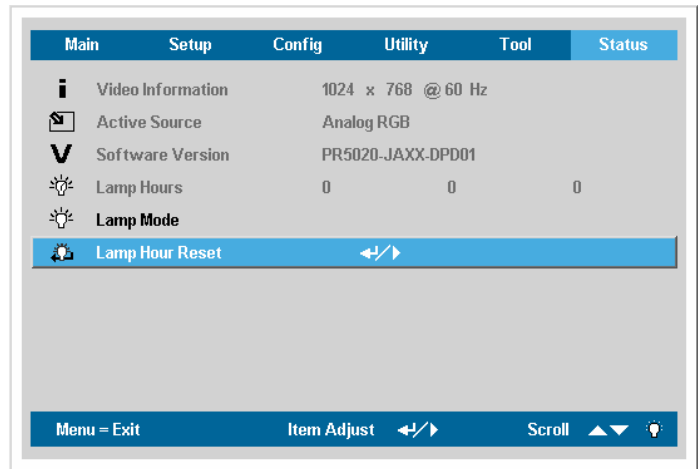 Main Setup Config Utility Tool Status
Video Information 1024 x 768 @ 60 Hz
Active Source Analog RGB
Software Version PR5020-JAXX-DPD01
Lamp Hours 0 0 0
Lamp Mode
Lamp Hour Reset
Menu = Exit Item Adjust Scroll